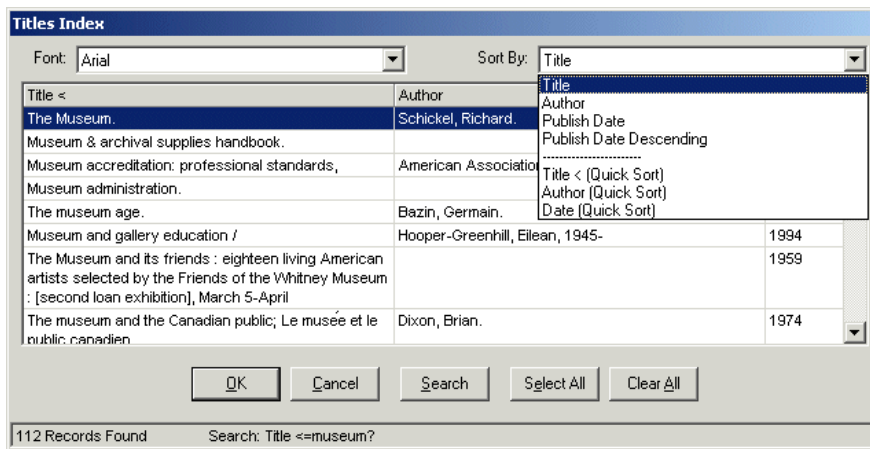 Titles Index
Font: Arial Sort By: Title
Title < Author
Title
Author
Publish Date
Publish Date Descending
-----------------------
Title < (Quick Sort)
Author (Quick Sort)
Date (Quick Sort)
The Museum. Schickel, Richard.
Museum & archival supplies handbook.
Museum accreditation: professional standards, American Association
Museum administration.
The museum age. Bazin, Germain.
Museum and gallery education / Hooper-Greenhill, Eilean, 1945- 1994
The Museum and its friends : eighteen living American 1959
artists selected by the Friends of the Whitney Museum
: [second loan exhibition], March 5-April
The museum and the Canadian public; Le musée et le Dixon, Brian. 1974
public canadien
OK Cancel Search Select All Clear All
112 Records Found Search: Title <=museum?